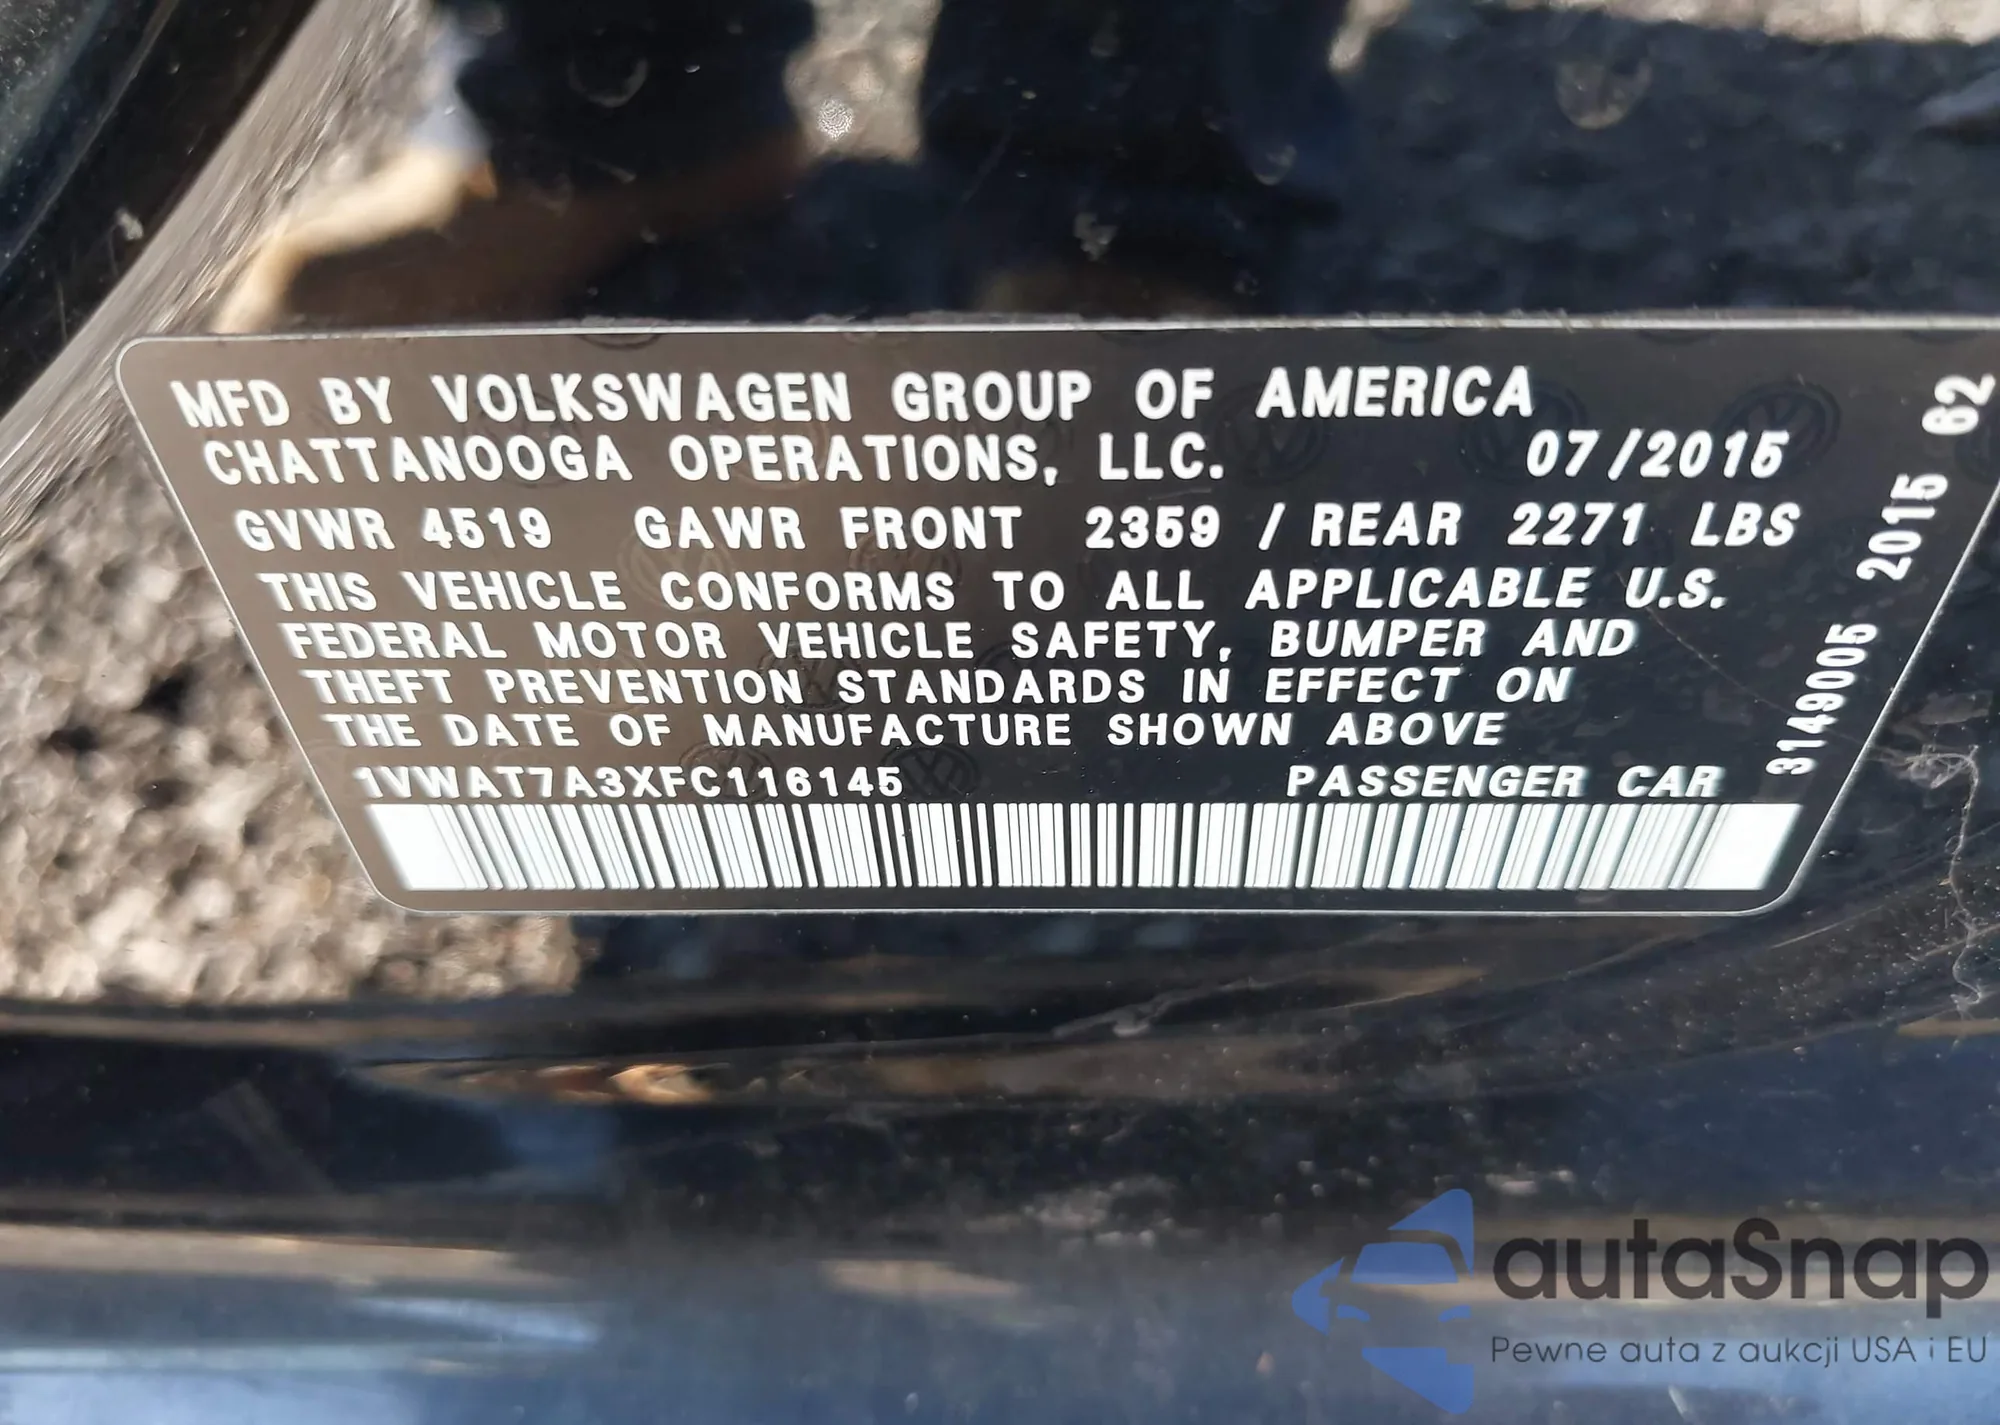 MFD BY VOLKSWAGEN GROUP OF AMERICA
CHATTANOOGA OPERATIONS, LLC. 07/2015
GVWR 4519 GAWR FRONT 2359 / REAR 2271 LBS
THIS VEHICLE CONFORMS TO ALL APPLICABLE U.S.
FEDERAL MOTOR VEHICLE SAFETY, BUMPER AND
THEFT PREVENTION STANDARDS IN EFFECT ON
THE DATE OF MANUFACTURE SHOWN ABOVE
1VWAT7A3XFC116145 PASSENGER CAR
3149005 2015 62
autaSnap
Pewne auta z aukcji USA i EU